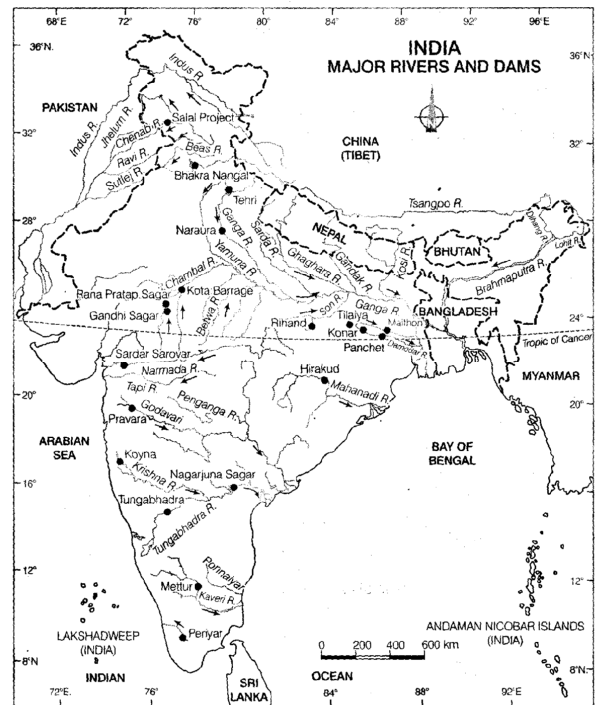 68°E
72°
76°
80°
84°
88°
92°
96°E
36°N.
36°N
INDIA
MAJOR RIVERS AND DAMS
Indus R.
PAKISTAN
Indus R.
Jhelum R.
Chenab R.
Salal Project
32°
32°
CHINA
(TIBET)
Ravi R.
Beas R.
Sutlej R.
Bhakra Nangal
Tehri
Tsangpo R.
28°
28°
Naraura
Ganga R.
Sarda R.
Yamuna R.
NEPAL
Ghaghara R.
Gandak R.
Kosi R.
BHUTAN
Dihang R.
Lohit R.
Brahmaputra R.
Chambal R.
Rana Pratap Sagar
Kota Barrage
Gandhi Sagar
Betwa R.
Son R.
Ganga R.
BANGLADESH
24°
24°
Rihand
Tilaiya
Konar
Maithon
Panchet
Damodar R.
Tropic of Cancer
MYANMAR
Sardar Sarovar
Narmada R.
Hirakud
Mahanadi R.
20°
20°
Tapi R.
Penganga R.
Godavari
Pravara
ARABIAN
SEA
BAY OF
BENGAL
Koyna
Krishna R.
Nagarjuna Sagar
16°
16°
Tungabhadra
Tungabhadra R.
12°
12°
Ponnaiyar
Mettur
Kaveri R.
LAKSHADWEEP
(INDIA)
ANDAMAN NICOBAR ISLANDS
(INDIA)
Periyar
0 200 400 600 km
8°N
8°N.
INDIAN
OCEAN
SRI
LANKA
72°E
76°
84°
88°
92°E